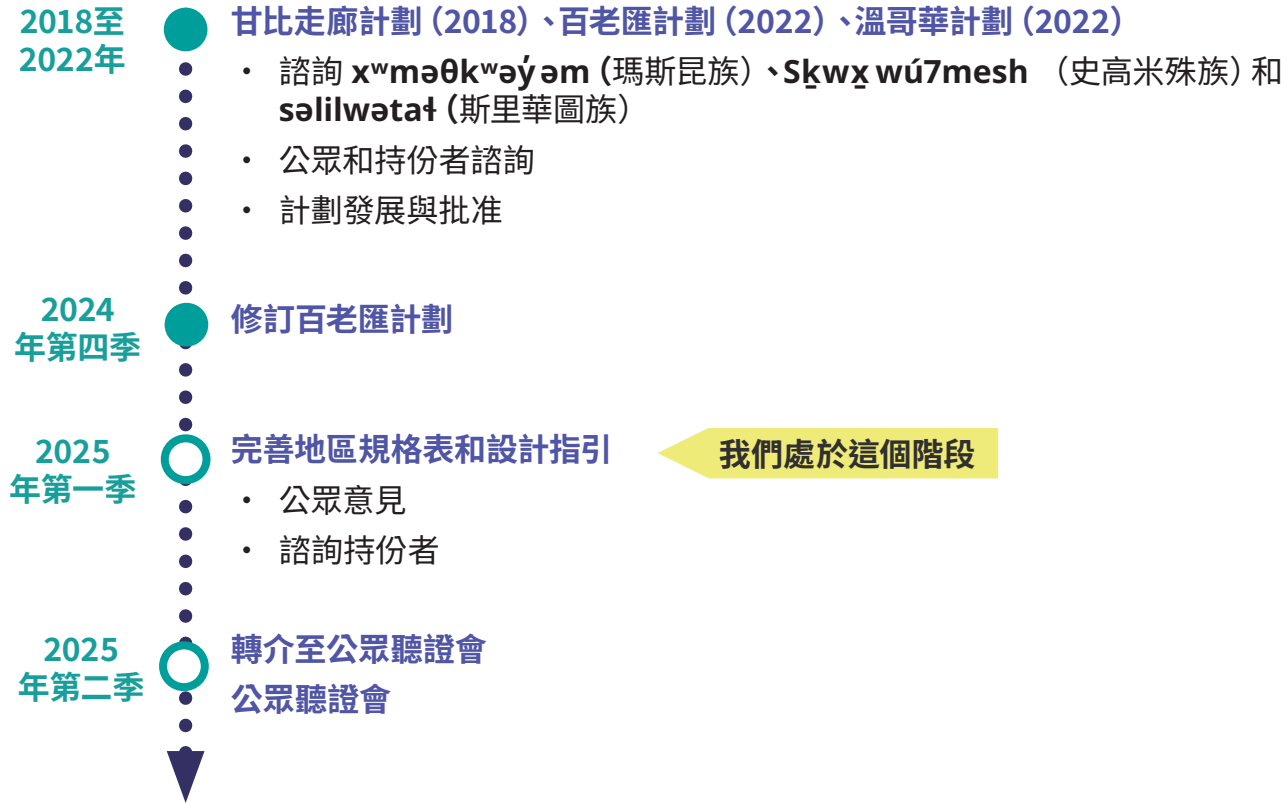 2018至
2022年
甘比走廊計劃（2018）、百老匯計劃（2022）、溫哥華計劃（2022）
• 諮詢 xʷməθkʷəy̓əm（瑪斯昆族）、Sḵwx̱wú7mesh （史高米殊族）和
səlilwətaɬ（斯里華圖族）
• 公眾和持份者諮詢
• 計劃發展與批准
2024
年第四季
修訂百老匯計劃
2025
年第一季
完善地區規格表和設計指引
我們處於這個階段
• 公眾意見
• 諮詢持份者
2025
年第二季
轉介至公眾聽證會
公眾聽證會